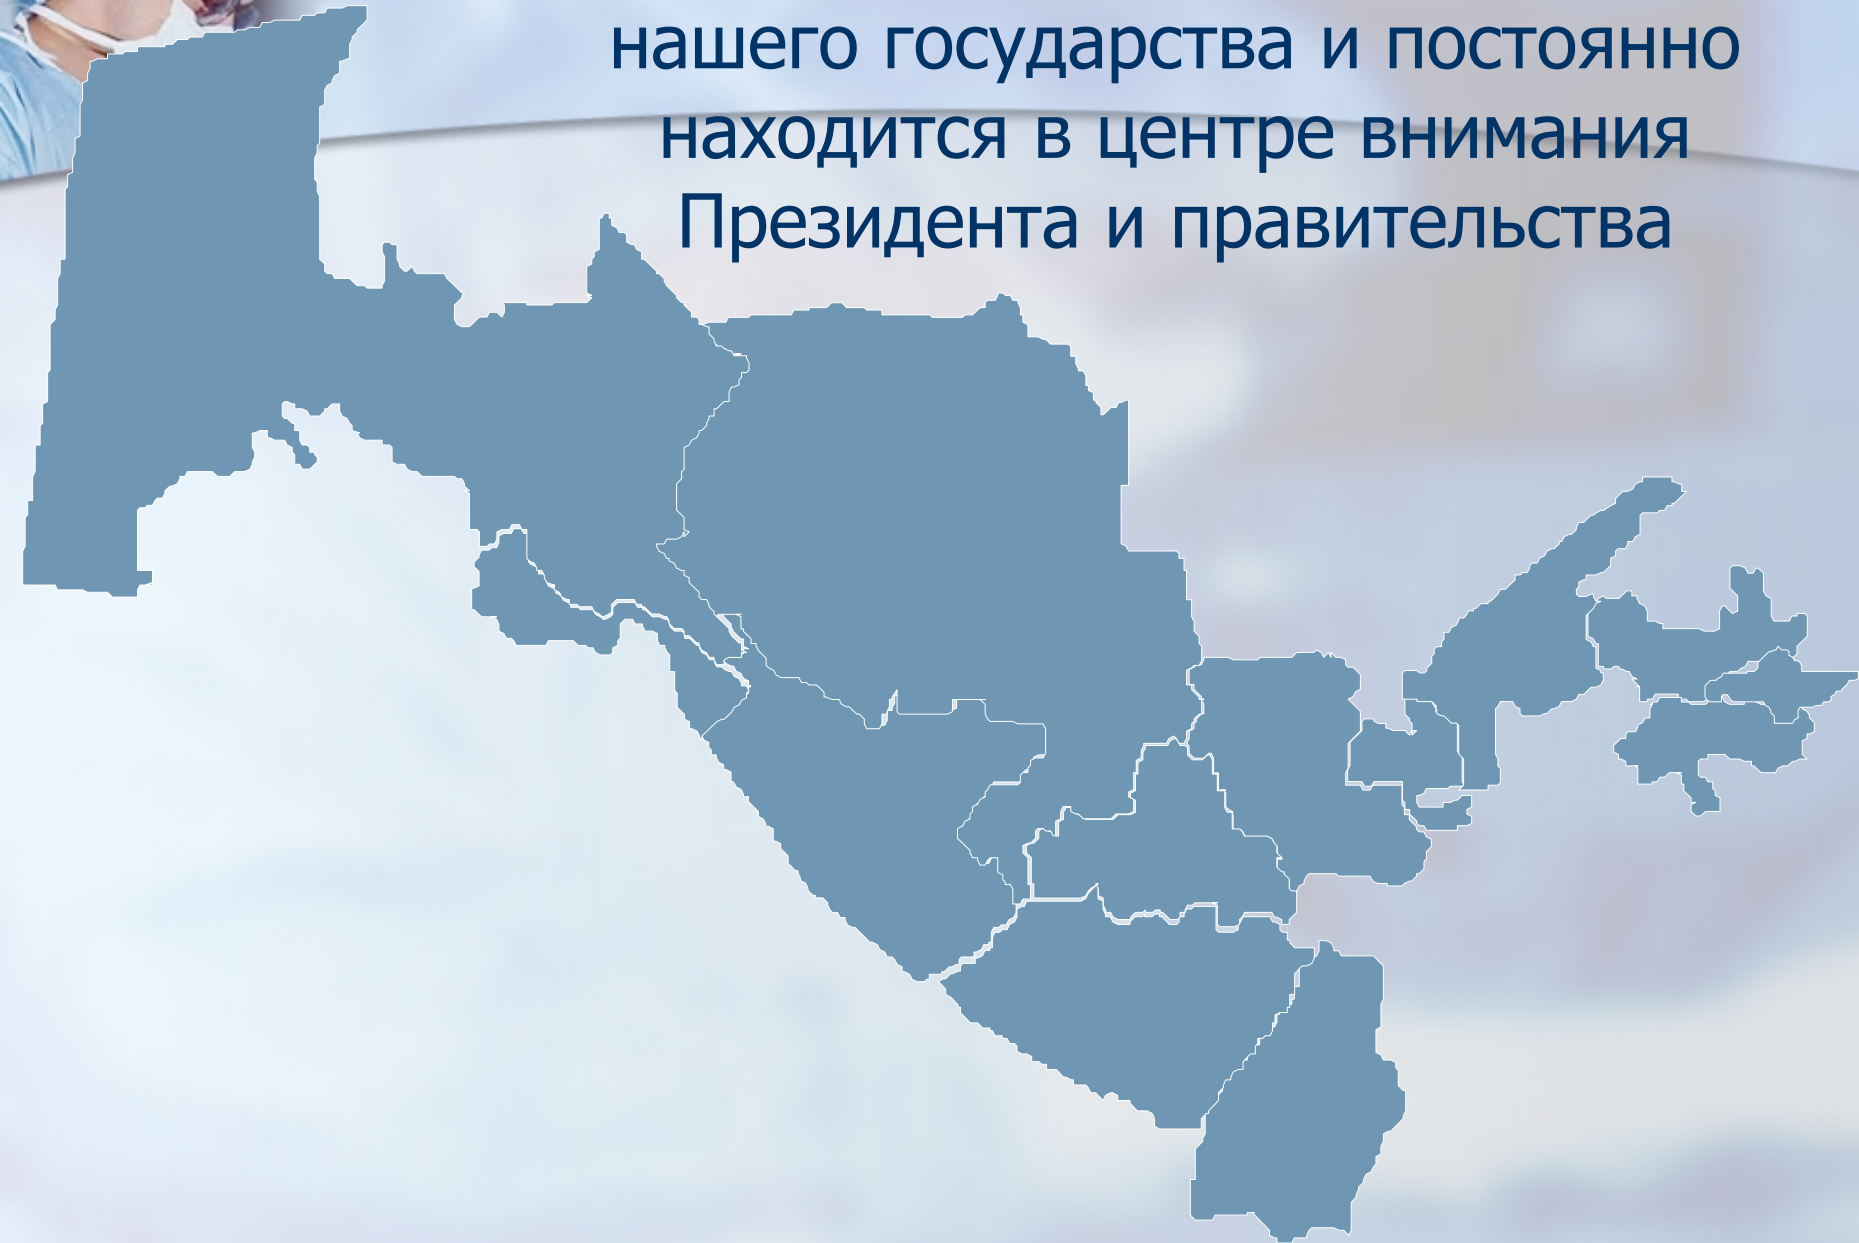 нашего государства и постоянно
находится в центре внимания
Президента и правительства